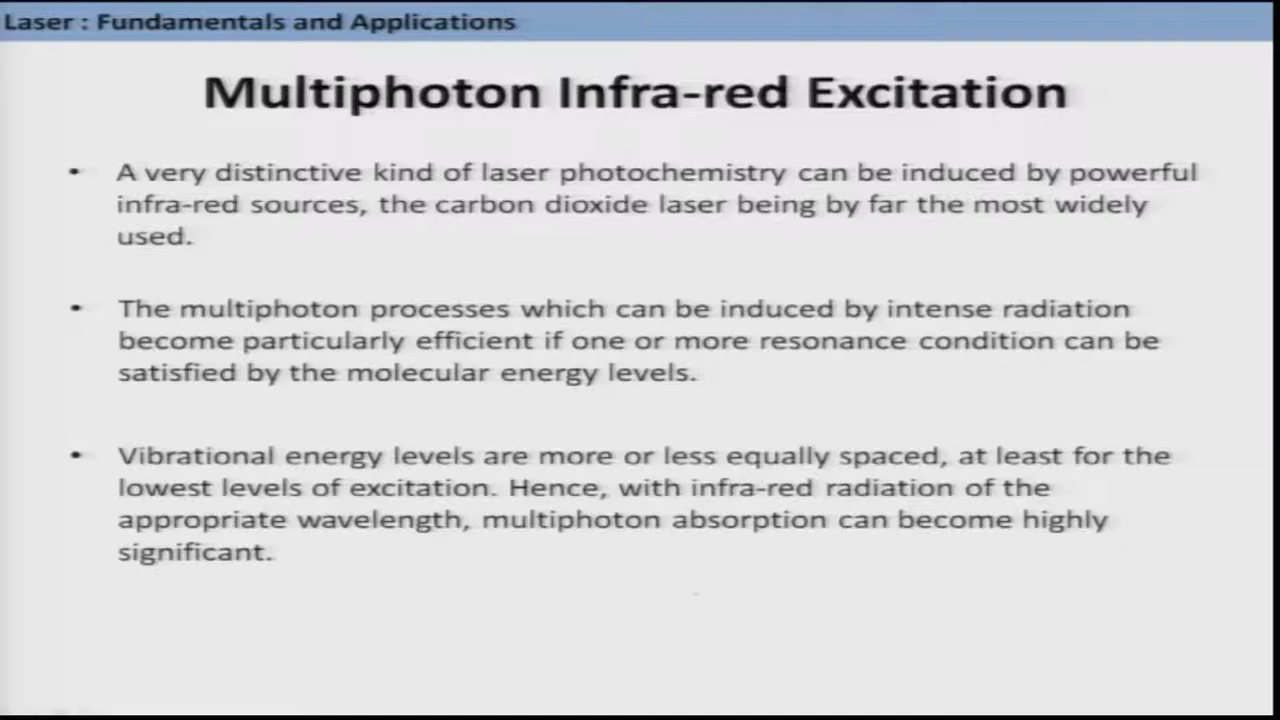 Laser : Fundamentals and Applications
Multiphoton Infra-red Excitation
• A very distinctive kind of laser photochemistry can be induced by powerful
infra-red sources, the carbon dioxide laser being by far the most widely
used.
• The multiphoton processes which can be induced by intense radiation
become particularly efficient if one or more resonance condition can be
satisfied by the molecular energy levels.
• Vibrational energy levels are more or less equally spaced, at least for the
lowest levels of excitation. Hence, with infra-red radiation of the
appropriate wavelength, multiphoton absorption can become highly
significant.